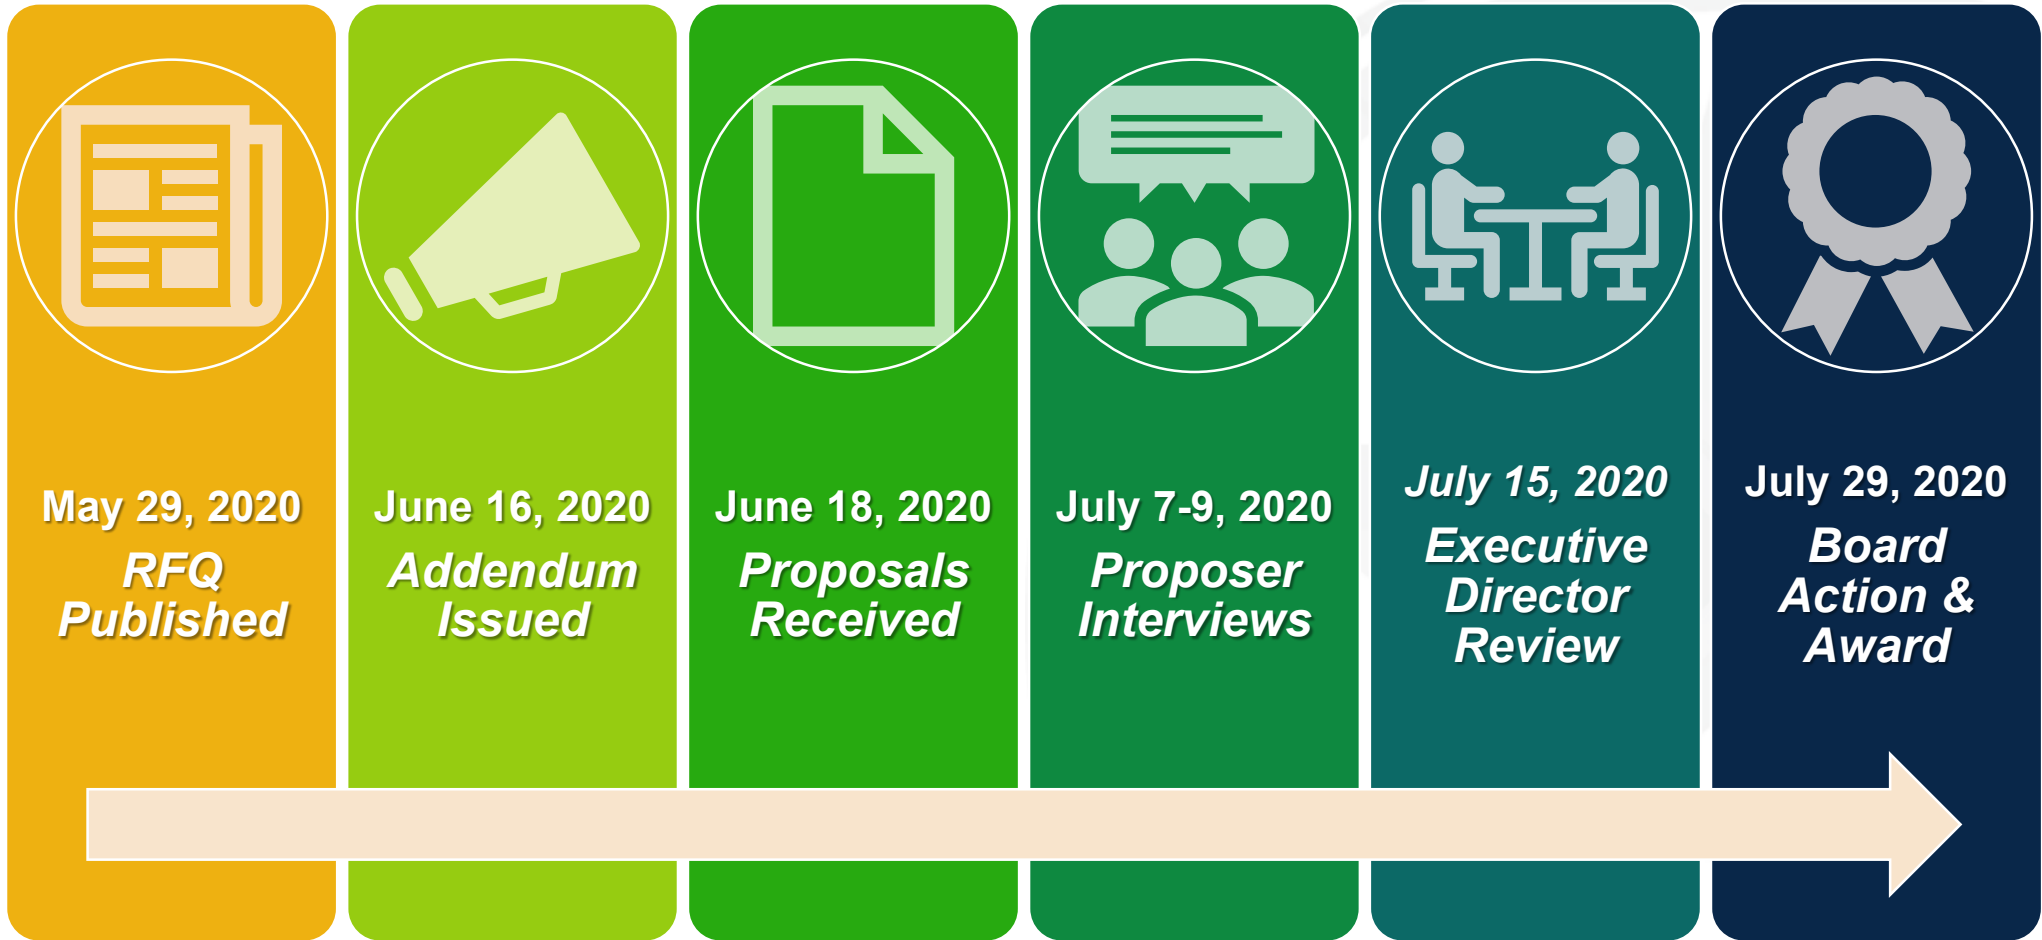 May 29, 2020
RFQ
Published
June 16, 2020
Addendum
Issued
June 18, 2020
Proposals
Received
July 7-9, 2020
Proposer
Interviews
July 15, 2020
Executive
Director
Review
July 29, 2020
Board
Action &
Award